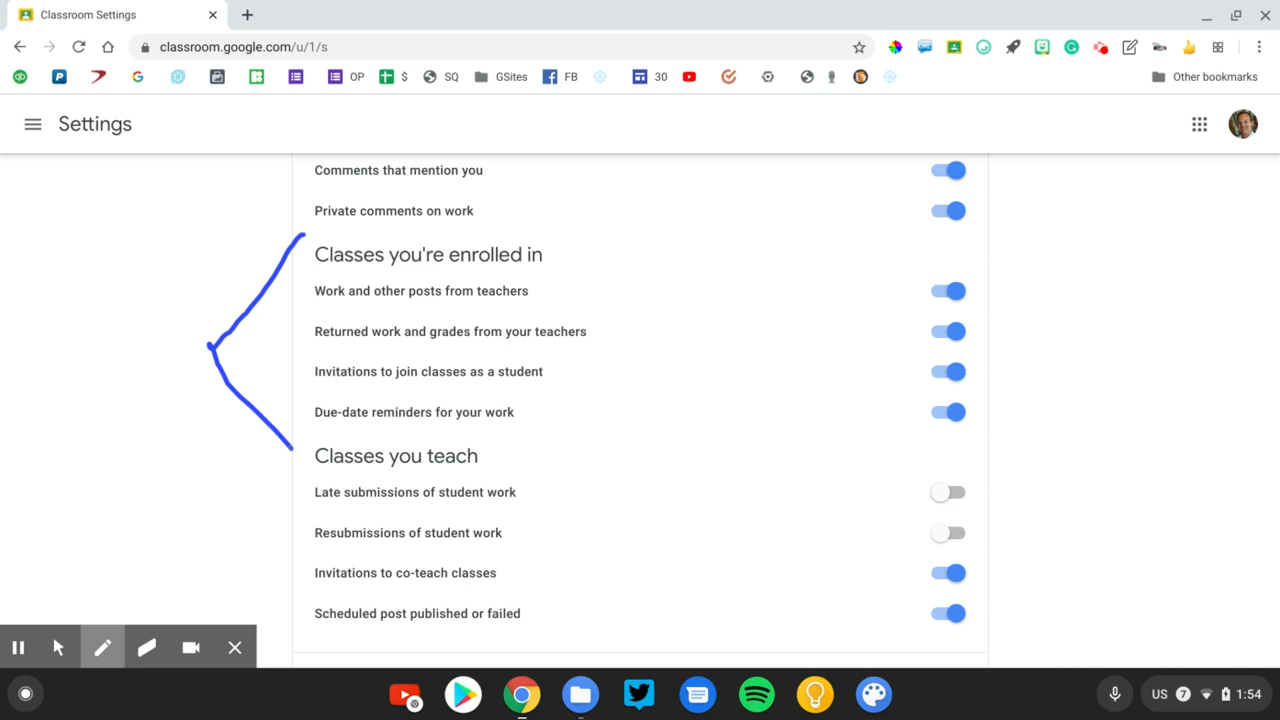 Classroom Settings
classroom.google.com/u/1/s
OP
$
SQ
GSites
FB
30
Other bookmarks
Settings
Comments that mention you
Private comments on work
Classes you're enrolled in
Work and other posts from teachers
Returned work and grades from your teachers
Invitations to join classes as a student
Due-date reminders for your work
Classes you teach
Late submissions of student work
Resubmissions of student work
Invitations to co-teach classes
Scheduled post published or failed
US 7 1:54